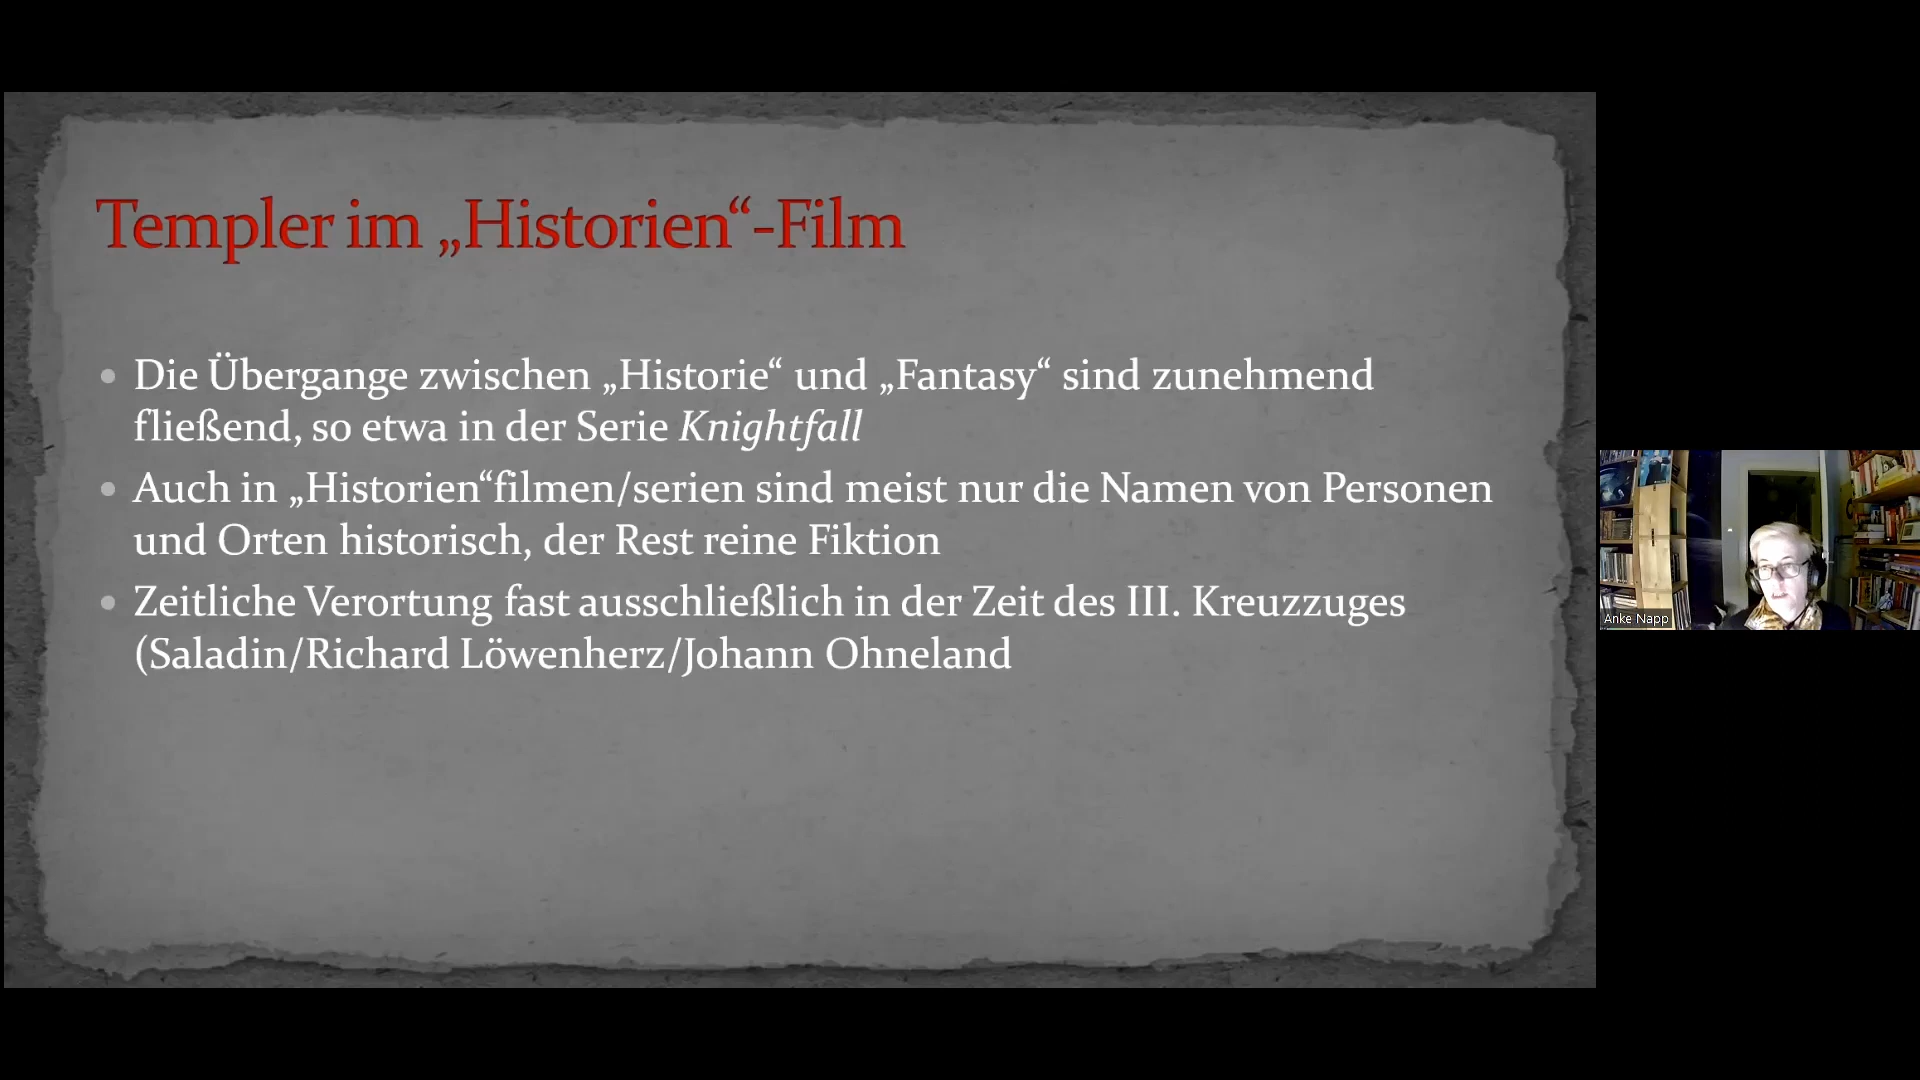 Templer im „Historien“-Film
• Die Übergange zwischen „Historie“ und „Fantasy“ sind zunehmend
fließend, so etwa in der Serie Knightfall
• Auch in „Historien“filmen/serien sind meist nur die Namen von Personen
und Orten historisch, der Rest reine Fiktion
• Zeitliche Verortung fast ausschließlich in der Zeit des III. Kreuzzuges
(Saladin/Richard Löwenherz/Johann Ohneland
Anke Napp